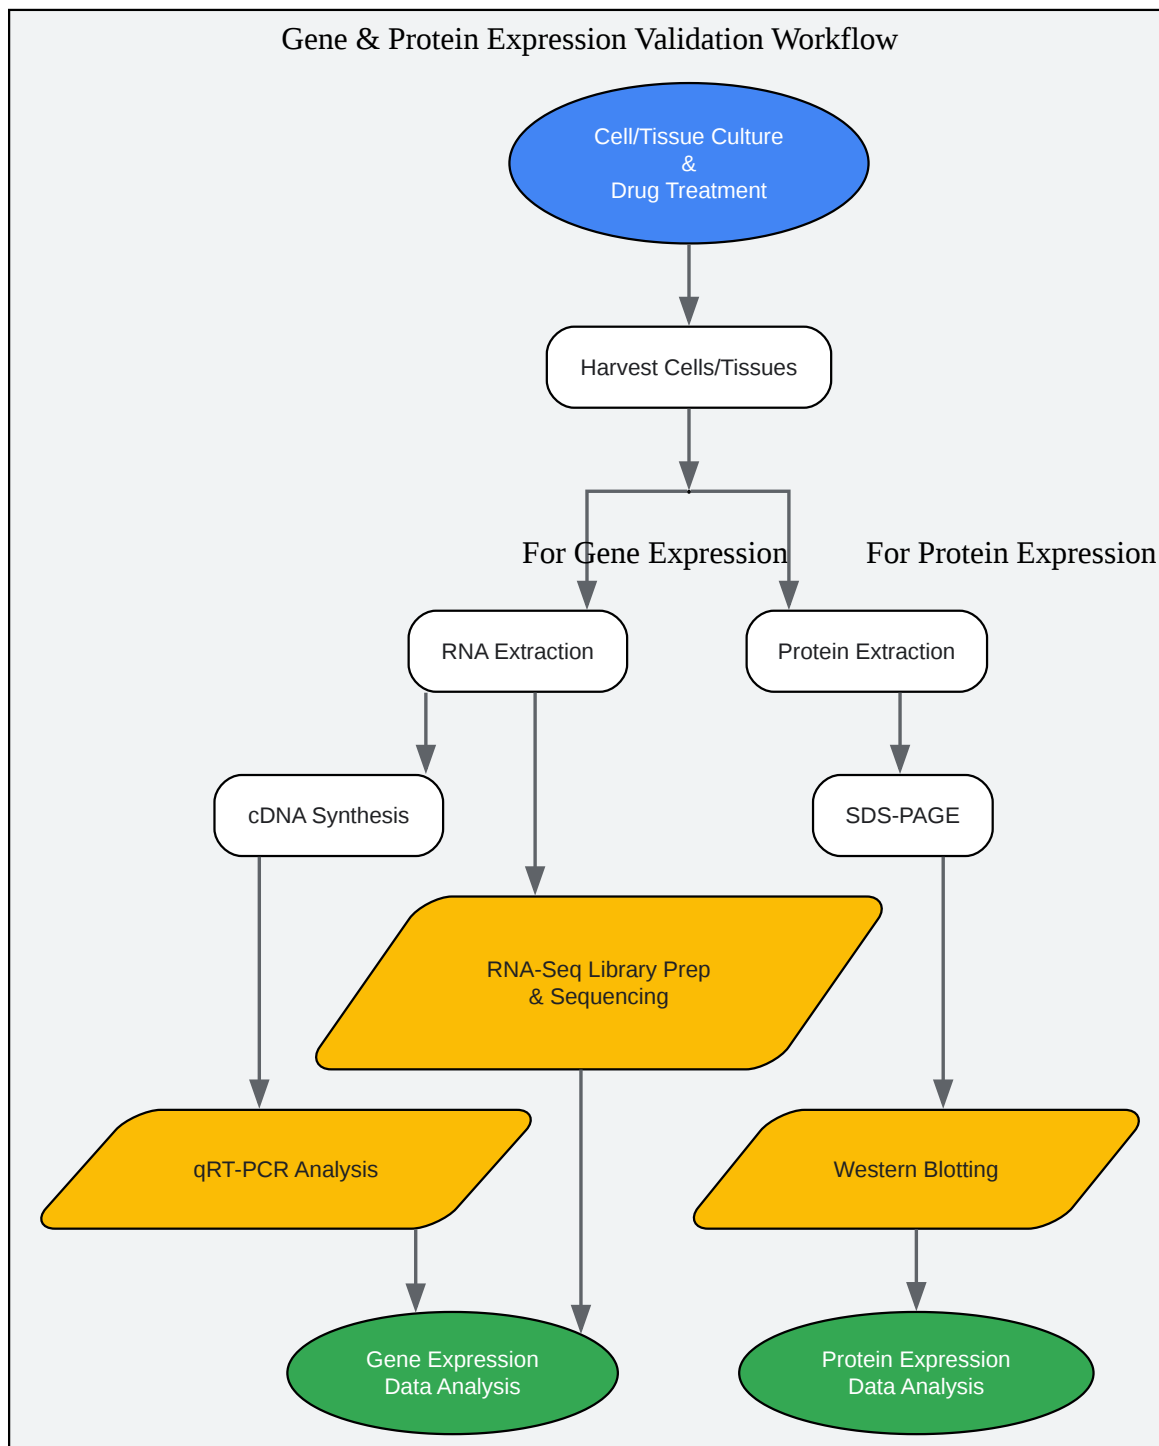 Gene & Protein Expression Validation Workflow
Cell/Tissue Culture
&
Drug Treatment
Harvest Cells/Tissues
For Gene Expression
For Protein Expression
RNA Extraction
Protein Extraction
cDNA Synthesis
SDS-PAGE
RNA-Seq Library Prep
& Sequencing
qRT-PCR Analysis
Western Blotting
Gene Expression
Data Analysis
Protein Expression
Data Analysis